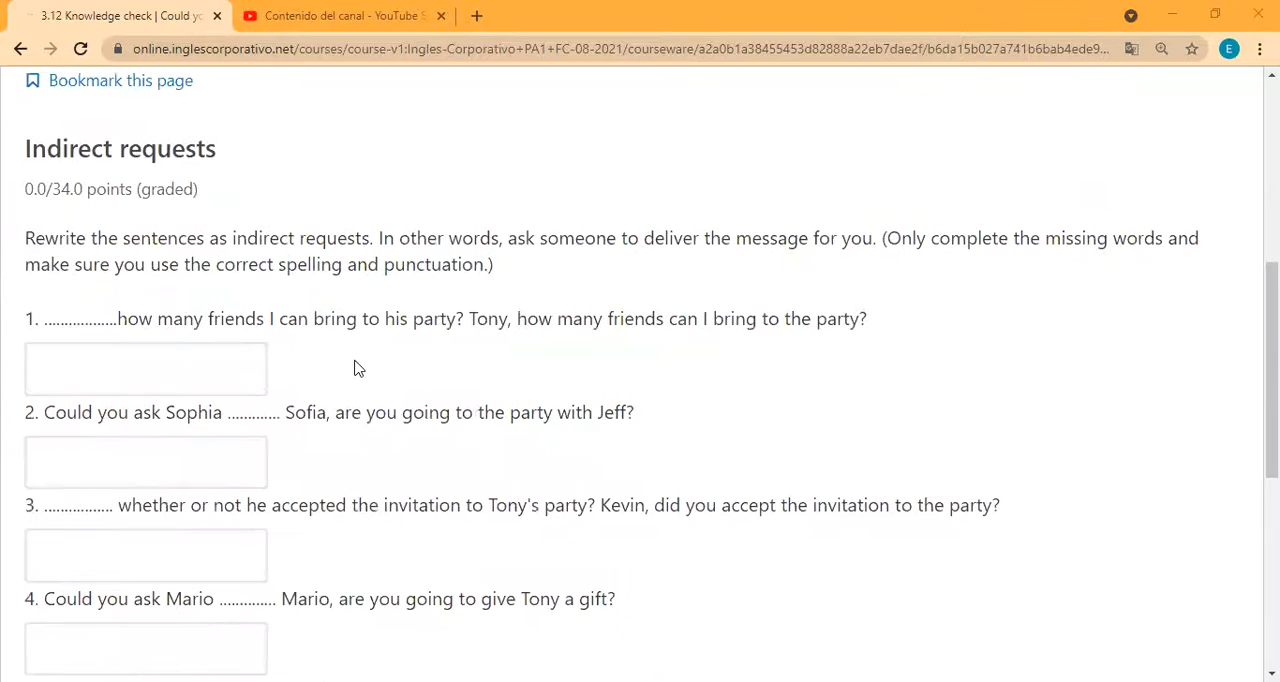 3.12 Knowledge check | Could yo
Contenido del canal - YouTube S
online.inglescorporativo.net/courses/course-v1:Ingles-Corporativo+PA1+FC-08-2021/courseware/a2a0b1a38455453d82888a22eb7dae2f/b6da15b027a741b6bab4ede9...
E
Bookmark this page
Indirect requests
0.0/34.0 points (graded)
Rewrite the sentences as indirect requests. In other words, ask someone to deliver the message for you. (Only complete the missing words and
make sure you use the correct spelling and punctuation.)
1. ..................how many friends I can bring to his party? Tony, how many friends can I bring to the party?
2. Could you ask Sophia ............. Sofia, are you going to the party with Jeff?
3. ................. whether or not he accepted the invitation to Tony's party? Kevin, did you accept the invitation to the party?
4. Could you ask Mario .............. Mario, are you going to give Tony a gift?